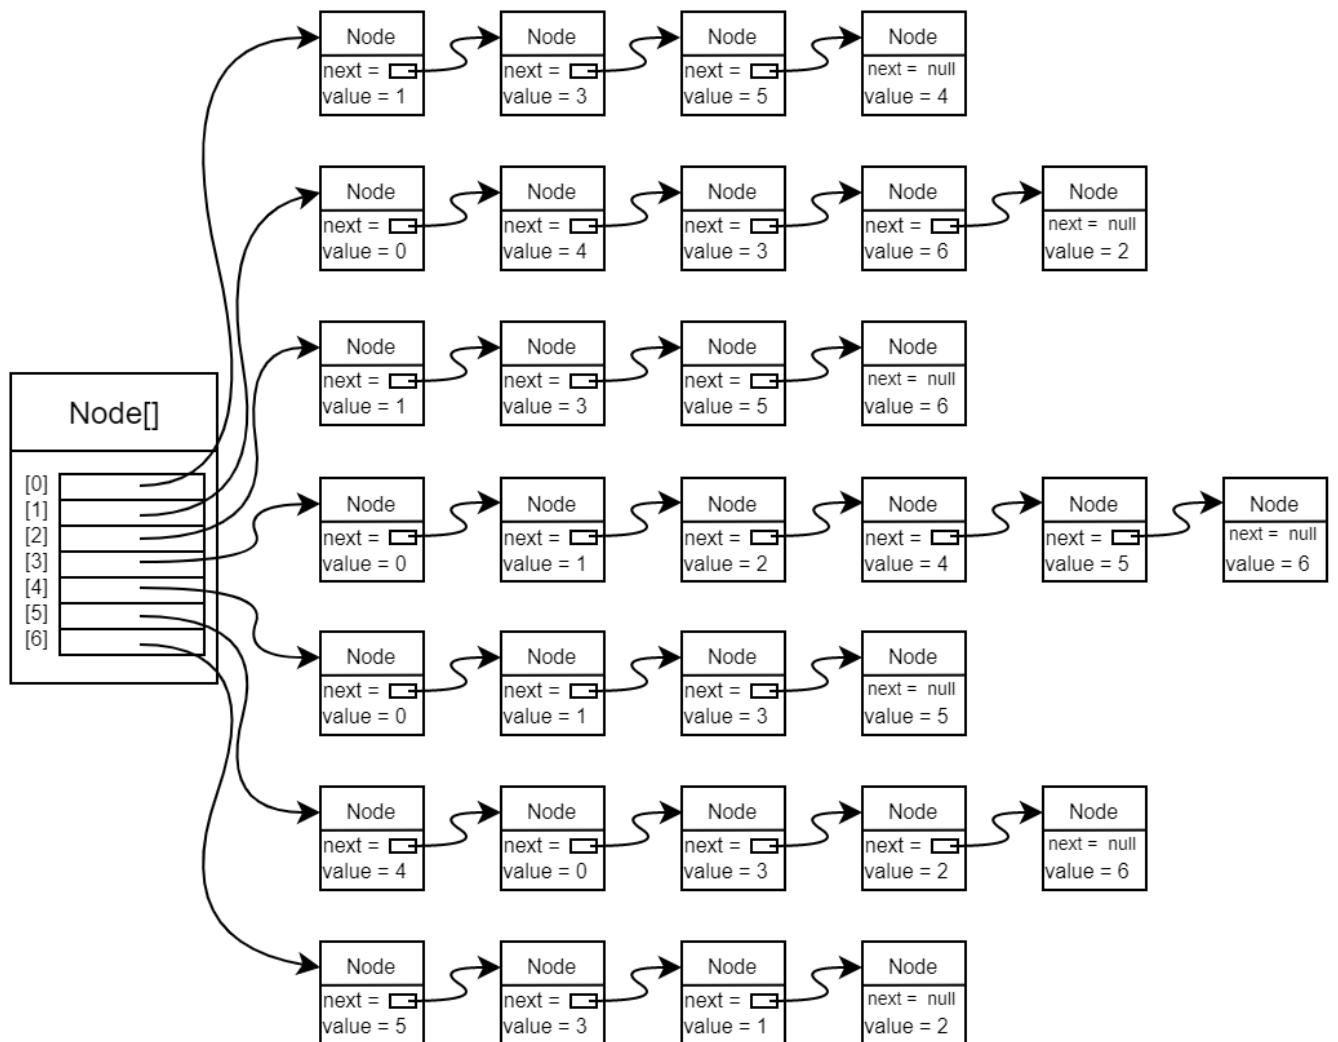 Node Node Node Node
next = next = next = next = null
value = 1 value = 3 value = 5 value = 4
Node Node Node Node Node
next = next = next = next = next = null
value = 0 value = 4 value = 3 value = 6 value = 2
Node Node Node Node
next = next = next = next = null
value = 1 value = 3 value = 5 value = 6
Node[]
[0]
[1]
[2]
[3]
[4]
[5]
[6]
Node Node Node Node Node Node
next = next = next = next = next = next = null
value = 0 value = 1 value = 2 value = 4 value = 5 value = 6
Node Node Node Node
next = next = next = next = null
value = 0 value = 1 value = 3 value = 5
Node Node Node Node Node
next = next = next = next = next = null
value = 4 value = 0 value = 3 value = 2 value = 6
Node Node Node Node
next = next = next = next = null
value = 5 value = 3 value = 1 value = 2